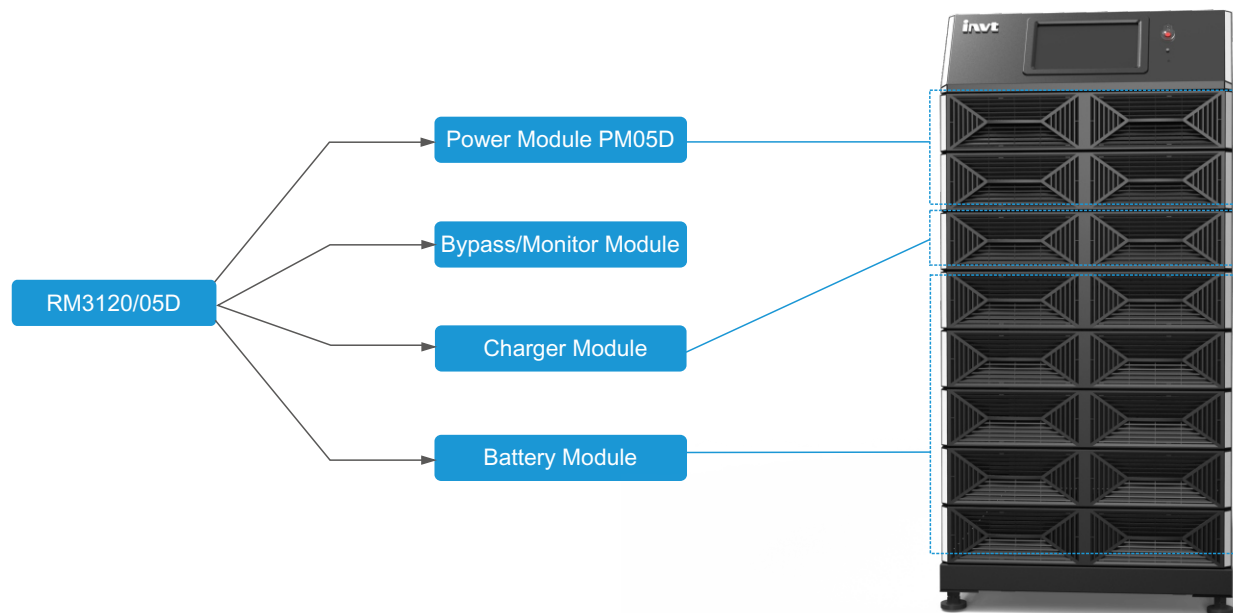 invt
Power Module PM05D
Bypass/Monitor Module
RM3120/05D
Charger Module
Battery Module